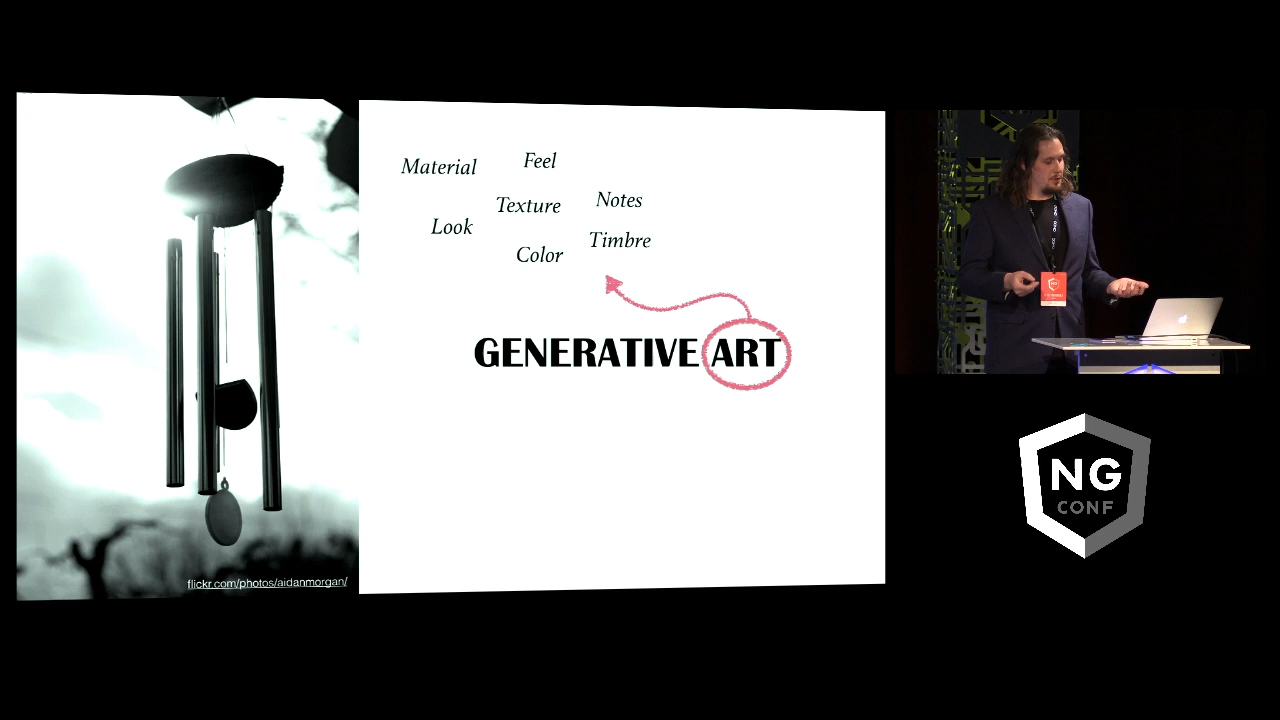 Material
Feel
Texture
Notes
Look
Timbre
Color
GENERATIVE ART
flickr.com/photos/aidanmorgan/
NG
CONF